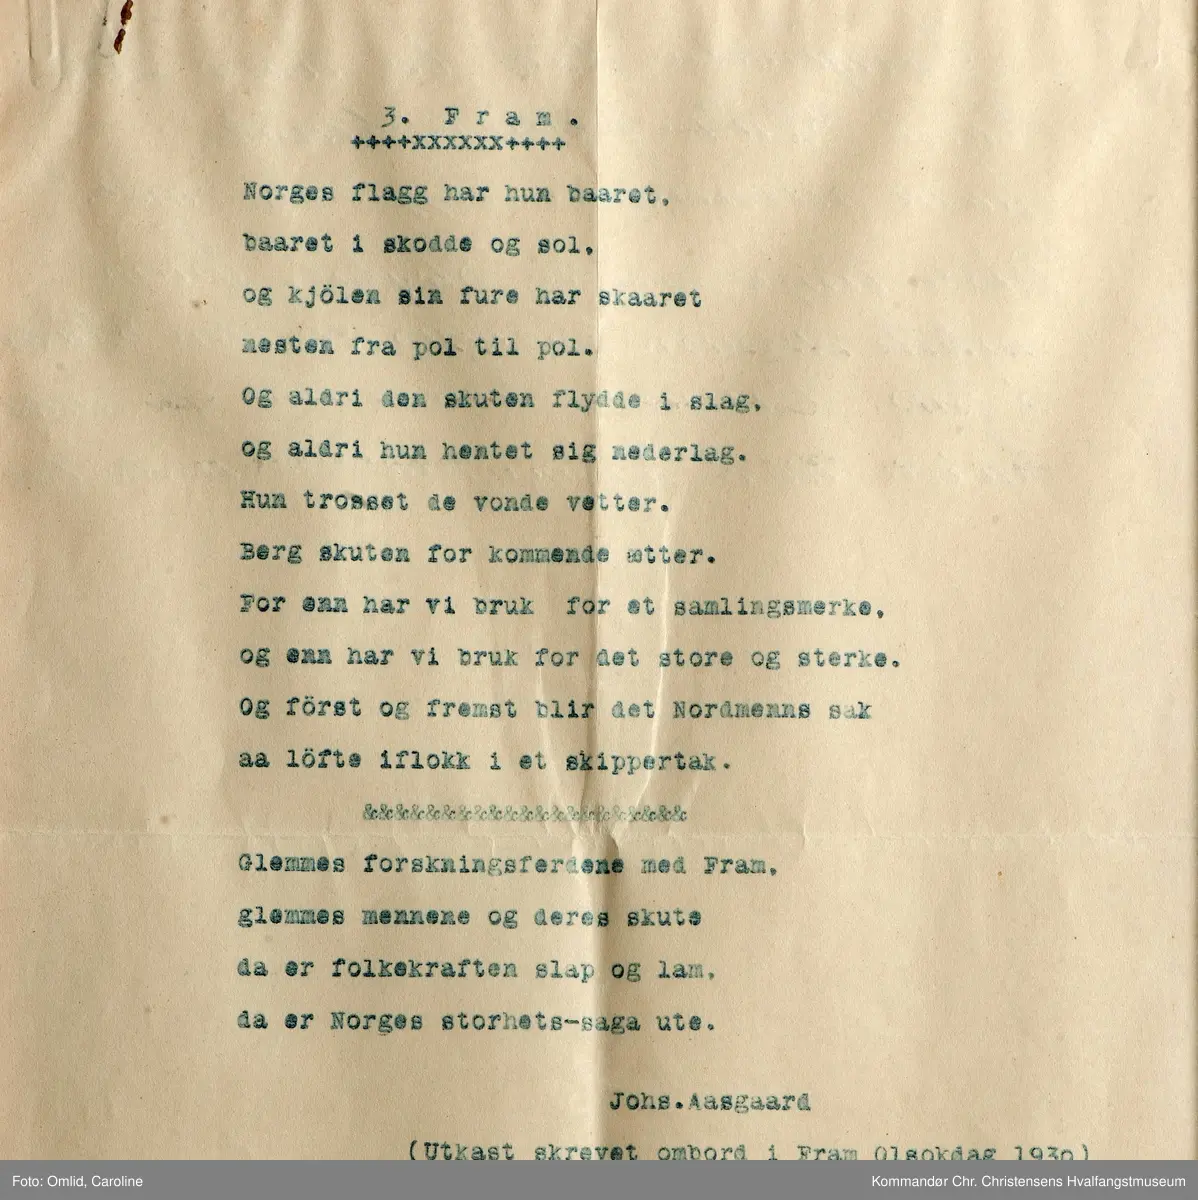 3. F r a m .
++++XXXXXX++++
Norges flagg har hun baaret,
baaret i skodde og sol,
og kjölen sin fure har skaaret
nesten fra pol til pol.
Og aldri den skuten flydde i slag,
og aldri hun hentet sig nederlag.
Hun trosset de vonde vetter.
Berg skuten for kommende ætter.
For enn har vi bruk  for et samlingsmerke,
og enn har vi bruk for det store og sterke.
Og först og fremst blir det Nordmenns sak
aa löfte iflokk i et skippertak.
&&&&&&&&&&&&&&&&&&&&&
Glemmes forskningsferdene med Fram,
glemmes mennene og deres skute
da er folkekraften slap og lam,
da er Norges storhets-saga ute.
Johs.Aasgaard
(Utkast skrevet ombord i Fram Olsokdag 1930)
Foto: Omlid, Caroline
Kommandør Chr. Christensens Hvalfangstmuseum